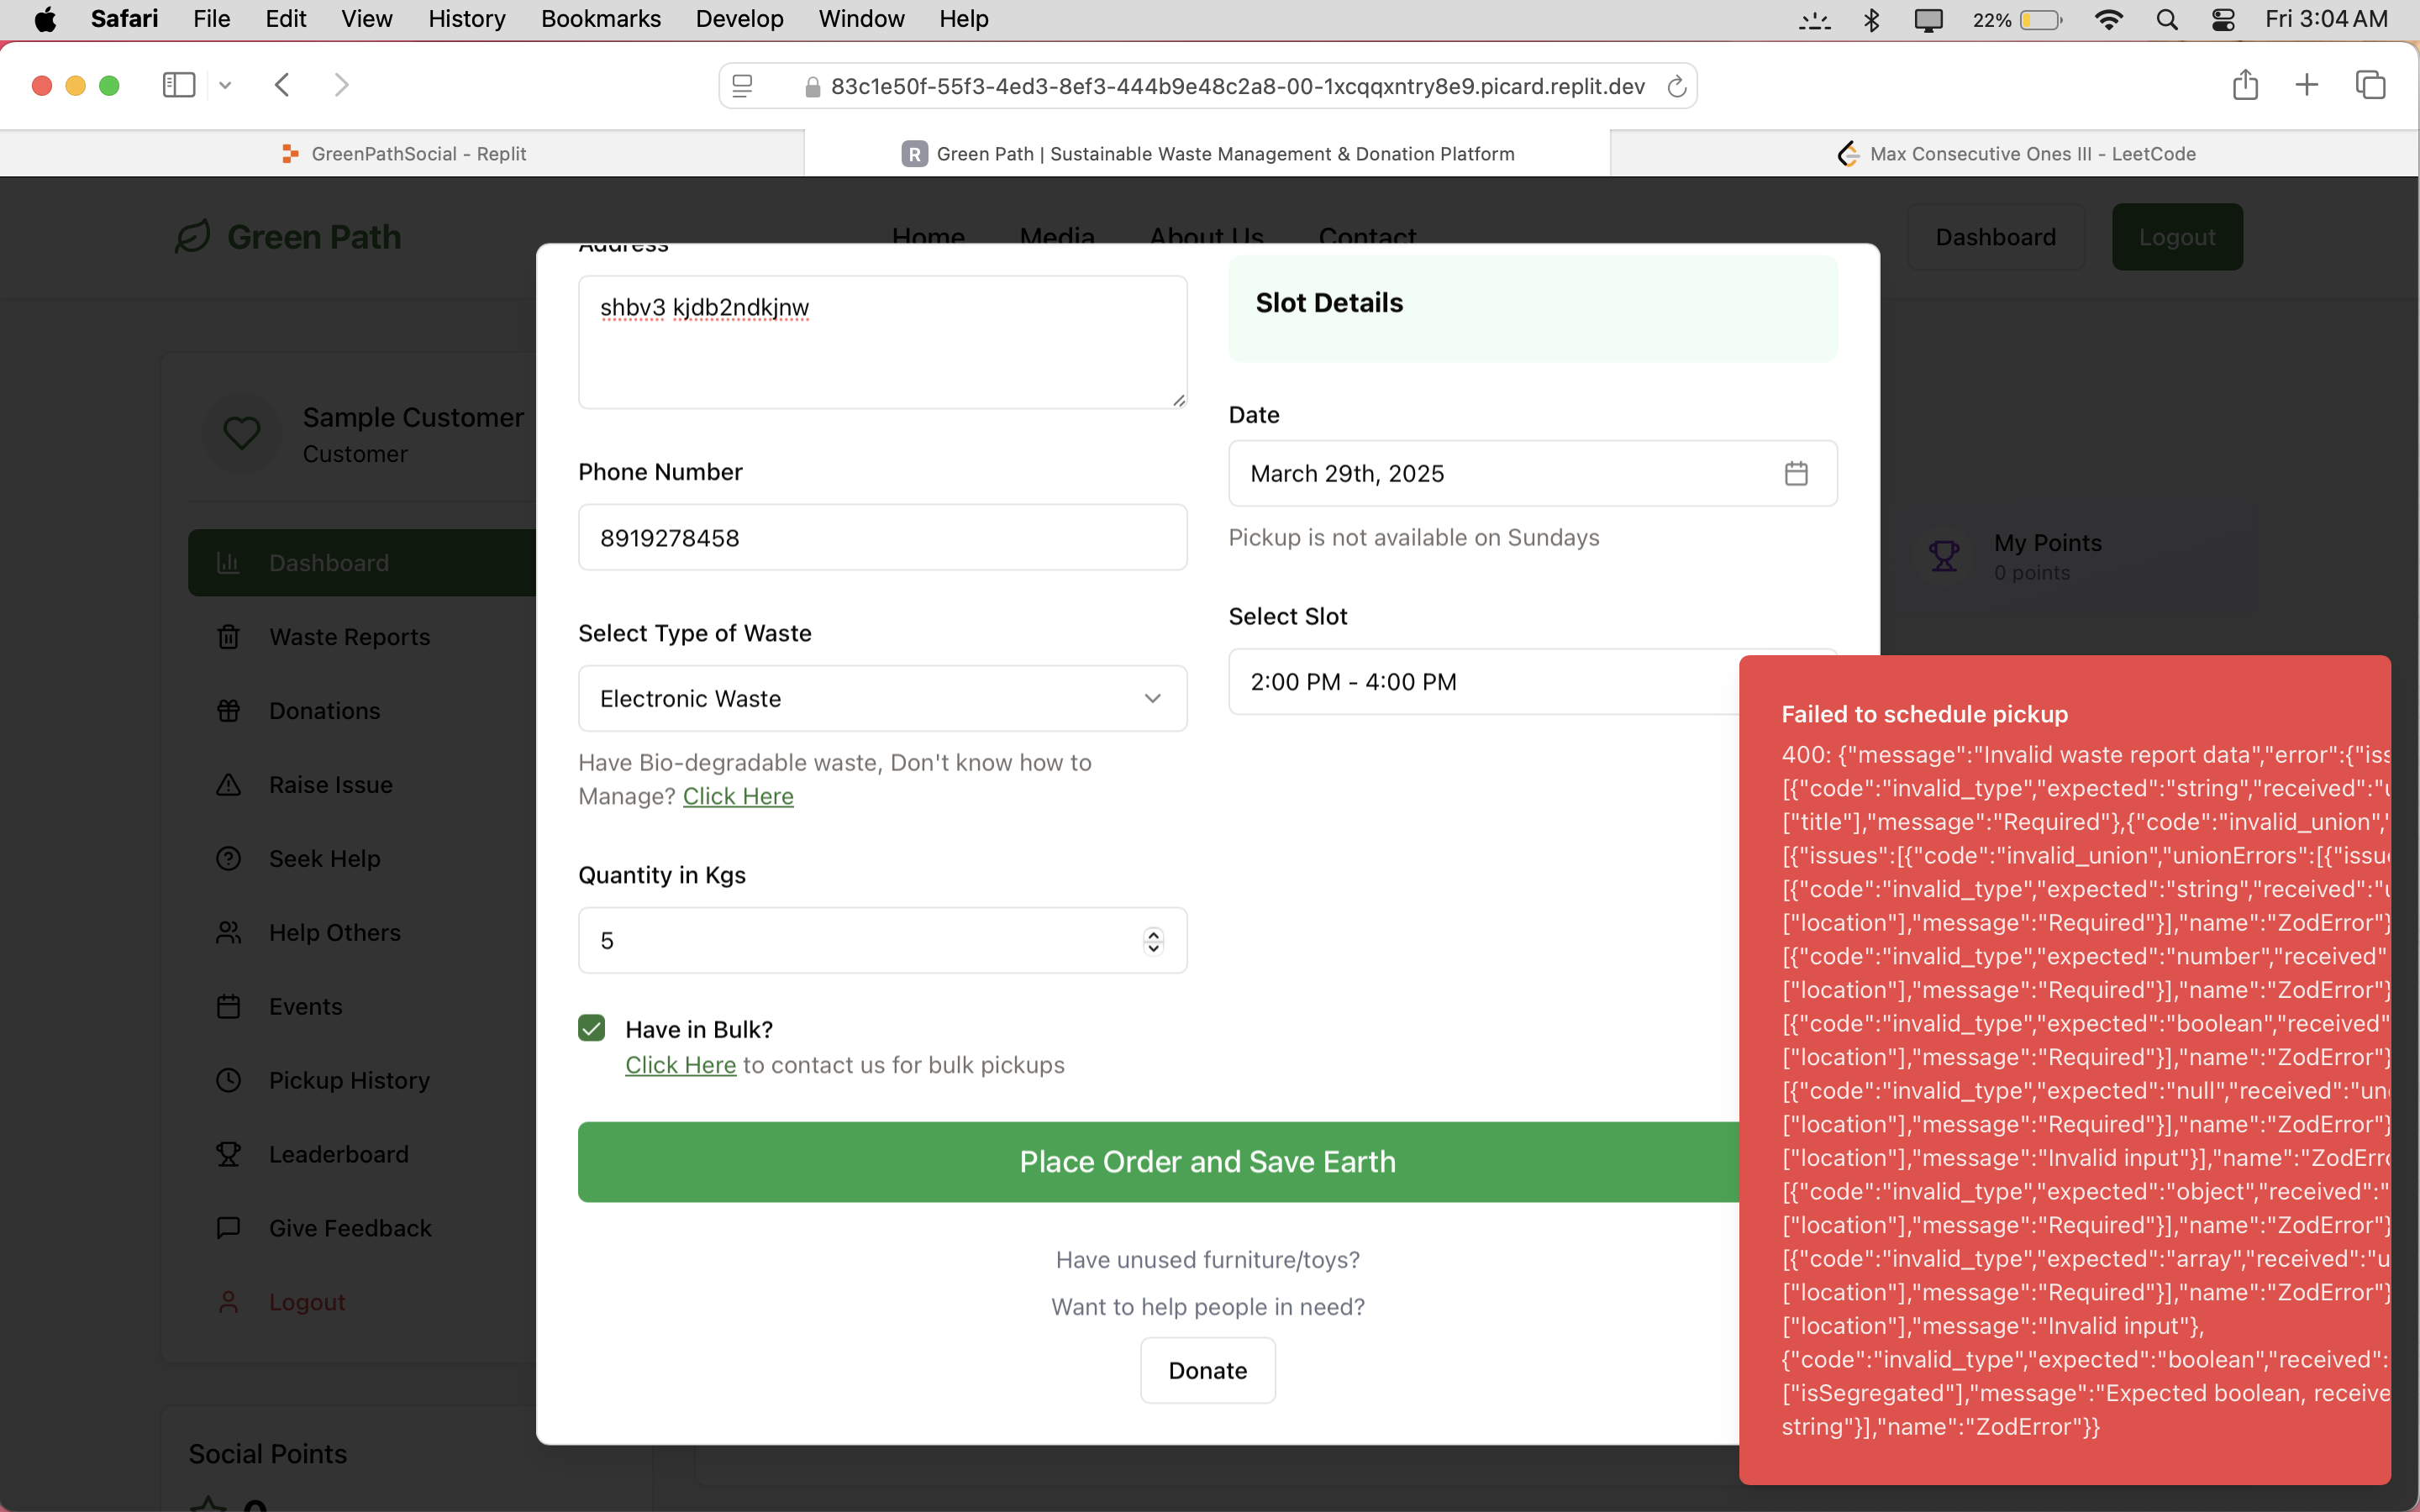 Safari File Edit View History Bookmarks Develop Window Help 22% Fri 3:04 AM
83c1e50f-55f3-4ed3-8ef3-444b9e48c2a8-00-1xcqqxntry8e9.picard.replit.dev
GreenPathSocial - Replit
R Green Path | Sustainable Waste Management & Donation Platform
Max Consecutive Ones III - LeetCode
Green Path
Home Media About Us Contact
Dashboard Logout
Sample Customer
Customer
Dashboard
Waste Reports
Donations
Raise Issue
Seek Help
Help Others
Events
Pickup History
Leaderboard
Give Feedback
Logout
Social Points
0
Address
shbv3 kjdb2ndkjnw
Phone Number
8919278458
Select Type of Waste
Electronic Waste
Have Bio-degradable waste, Don't know how to
Manage? Click Here
Quantity in Kgs
5
Have in Bulk?
Click Here to contact us for bulk pickups
Slot Details
Date
March 29th, 2025
Pickup is not available on Sundays
Select Slot
2:00 PM - 4:00 PM
Place Order and Save Earth
Have unused furniture/toys?
Want to help people in need?
Donate
My Points
0 points
Failed to schedule pickup
400: {"message":"Invalid waste report data","error":{"iss
[{"code":"invalid_type","expected":"string","received":"u
["title"],"message":"Required"},{"code":"invalid_union","
[{"issues":[{"code":"invalid_union","unionErrors":[{"issue
[{"code":"invalid_type","expected":"string","received":"u
["location"],"message":"Required"}],"name":"ZodError"}
[{"code":"invalid_type","expected":"number","received"
["location"],"message":"Required"}],"name":"ZodError"}
[{"code":"invalid_type","expected":"boolean","received"
["location"],"message":"Required"}],"name":"ZodError"}
[{"code":"invalid_type","expected":"null","received":"und
["location"],"message":"Required"}],"name":"ZodError"}
["location"],"message":"Invalid input"}],"name":"ZodErro
[{"code":"invalid_type","expected":"object","received":"
["location"],"message":"Required"}],"name":"ZodError"}
[{"code":"invalid_type","expected":"array","received":"u
["location"],"message":"Required"}],"name":"ZodError"}
["location"],"message":"Invalid input"},
{"code":"invalid_type","expected":"boolean","received":
["isSegregated"],"message":"Expected boolean, receive
string"}],"name":"ZodError"}}